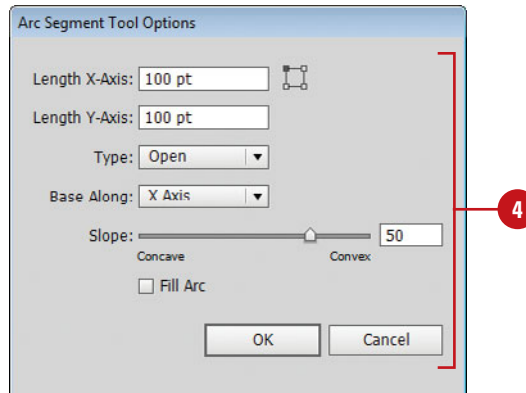 Arc Segment Tool Options
Length X-Axis: 100 pt
Length Y-Axis: 100 pt
Type: Open
Base Along: X Axis
Slope: 50
Concave Convex
Fill Arc
OK Cancel
4